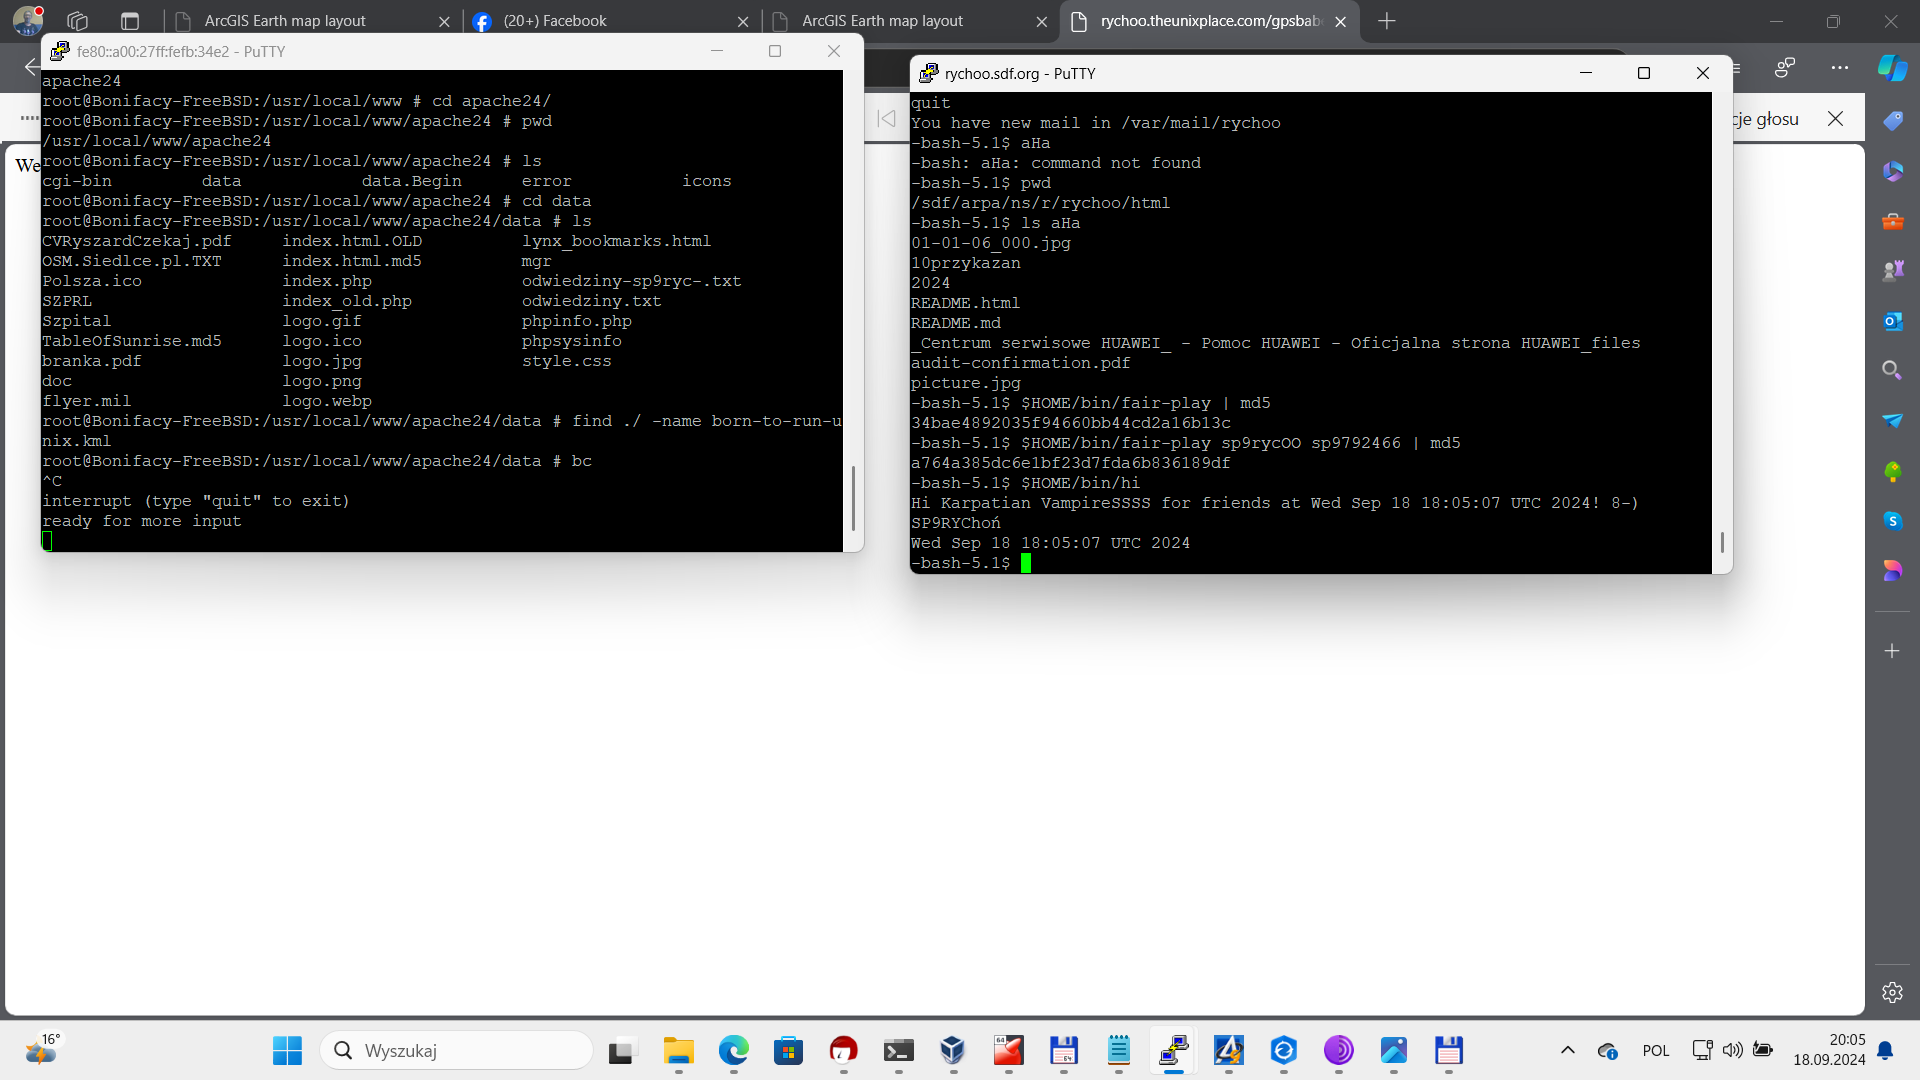 ArcGIS Earth map layout
(20+) Facebook
ArcGIS Earth map layout
rychoo.theunixplace.com/gpsbabe
fe80::a00:27ff:fefb:34e2 - PuTTY
apache24
root@Bonifacy-FreeBSD:/usr/local/www # cd apache24/
root@Bonifacy-FreeBSD:/usr/local/www/apache24 # pwd
/usr/local/www/apache24
root@Bonifacy-FreeBSD:/usr/local/www/apache24 # ls
cgi-bin data data.Begin error icons
root@Bonifacy-FreeBSD:/usr/local/www/apache24 # cd data
root@Bonifacy-FreeBSD:/usr/local/www/apache24/data # ls
CVRyszardCzekaj.pdf index.html.OLD lynx_bookmarks.html
OSM.Siedlce.pl.TXT index.html.md5 mgr
Polsza.ico index.php odwiedziny-sp9ryc-.txt
SZPRL index_old.php odwiedziny.txt
Szpital logo.gif phpinfo.php
TableOfSunrise.md5 logo.ico phpsysinfo
branka.pdf logo.jpg style.css
doc logo.png
flyer.mil logo.webp
root@Bonifacy-FreeBSD:/usr/local/www/apache24/data # find ./ -name born-to-run-u
nix.kml
root@Bonifacy-FreeBSD:/usr/local/www/apache24/data # bc
^C
interrupt (type "quit" to exit)
ready for more input
We
rychoo.sdf.org - PuTTY
quit
You have new mail in /var/mail/rychoo
-bash-5.1$ aHa
-bash: aHa: command not found
-bash-5.1$ pwd
/sdf/arpa/ns/r/rychoo/html
-bash-5.1$ ls aHa
01-01-06_000.jpg
10przykazan
2024
README.html
README.md
_Centrum serwisowe HUAWEI_ - Pomoc HUAWEI - Oficjalna strona HUAWEI_files
audit-confirmation.pdf
picture.jpg
-bash-5.1$ $HOME/bin/fair-play | md5
34bae4892035f94660bb44cd2a16b13c
-bash-5.1$ $HOME/bin/fair-play sp9rycOO sp9792466 | md5
a764a385dc6e1bf23d7fda6b836189df
-bash-5.1$ $HOME/bin/hi
Hi Karpatian VampireSSSS for friends at Wed Sep 18 18:05:07 UTC 2024! 8-)
SP9RYChoń
Wed Sep 18 18:05:07 UTC 2024
-bash-5.1$
cje głosu
16°
Wyszukaj
POL
20:05
18.09.2024